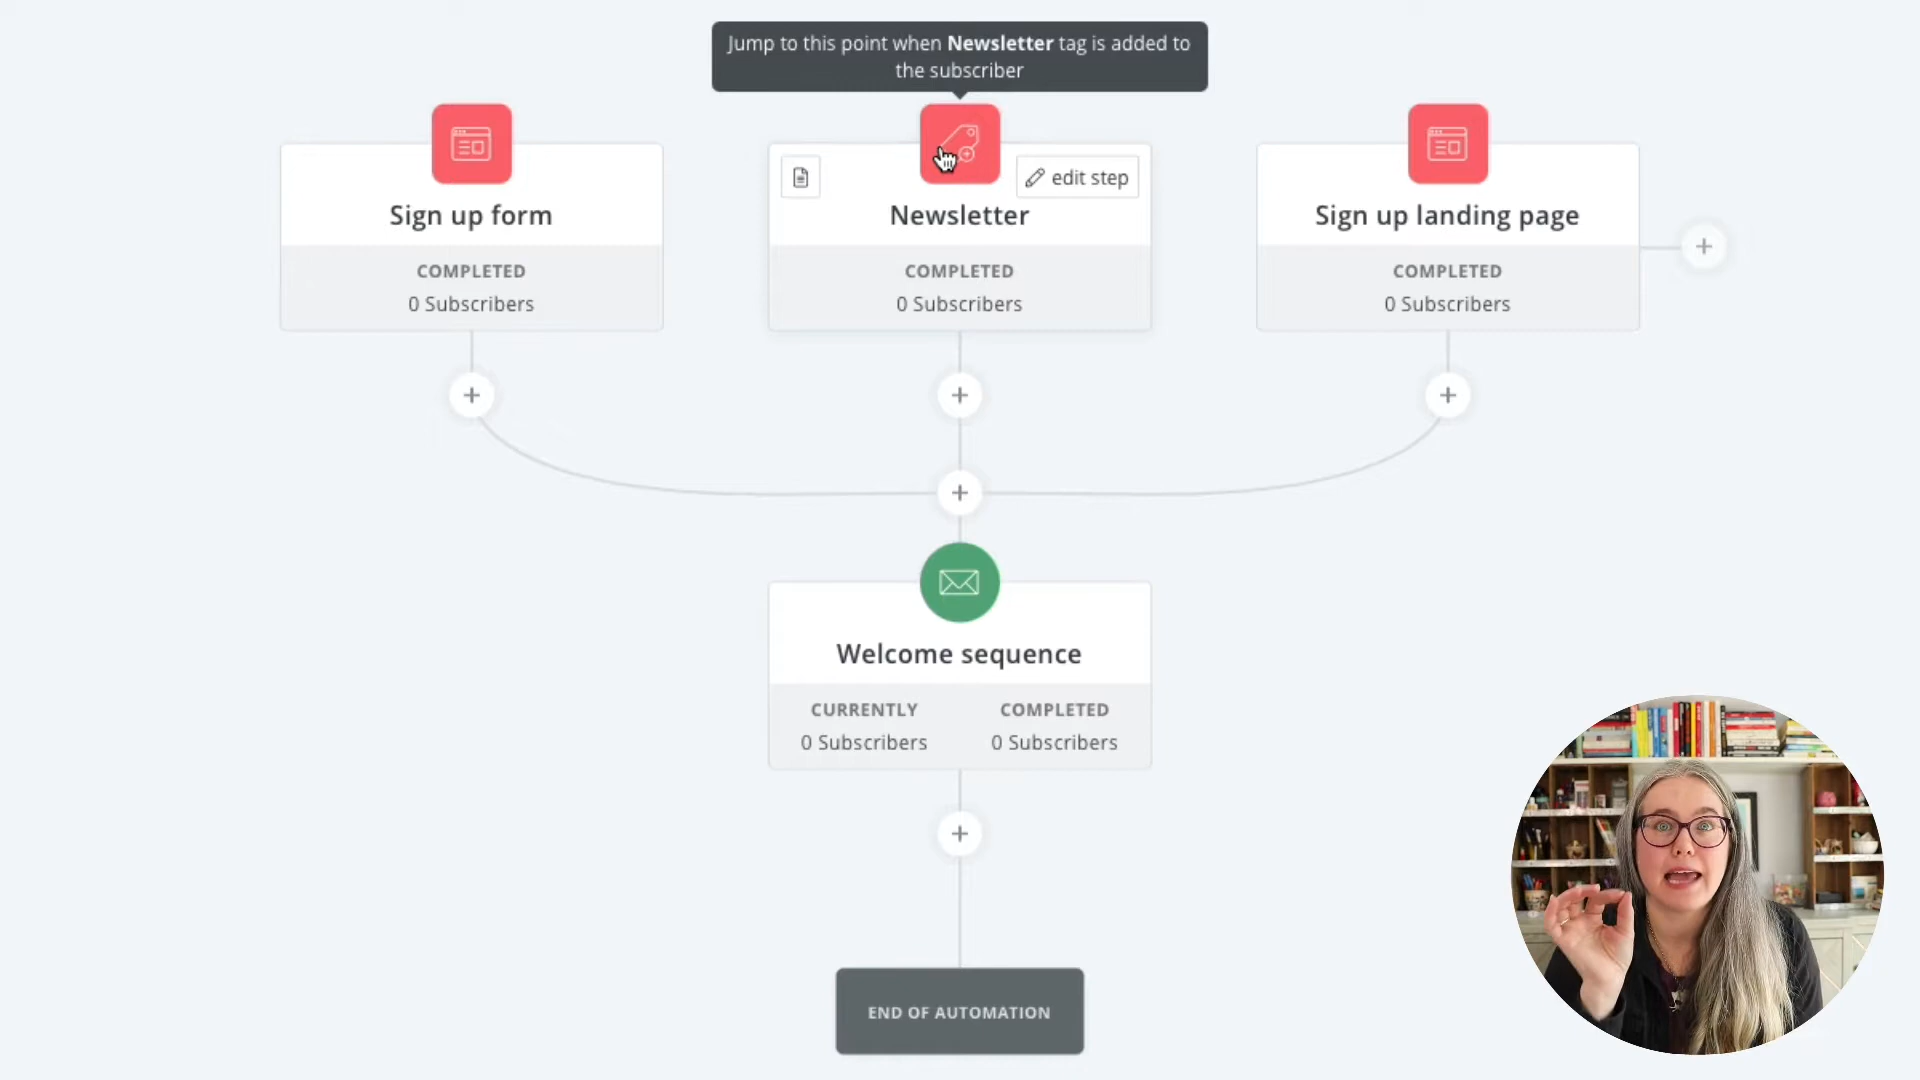 Jump to this point when Newsletter tag is added to
the subscriber
edit step
Sign up form
Newsletter
Sign up landing page
COMPLETED
0 Subscribers
COMPLETED
0 Subscribers
COMPLETED
0 Subscribers
Welcome sequence
CURRENTLY
0 Subscribers
COMPLETED
0 Subscribers
END OF AUTOMATION